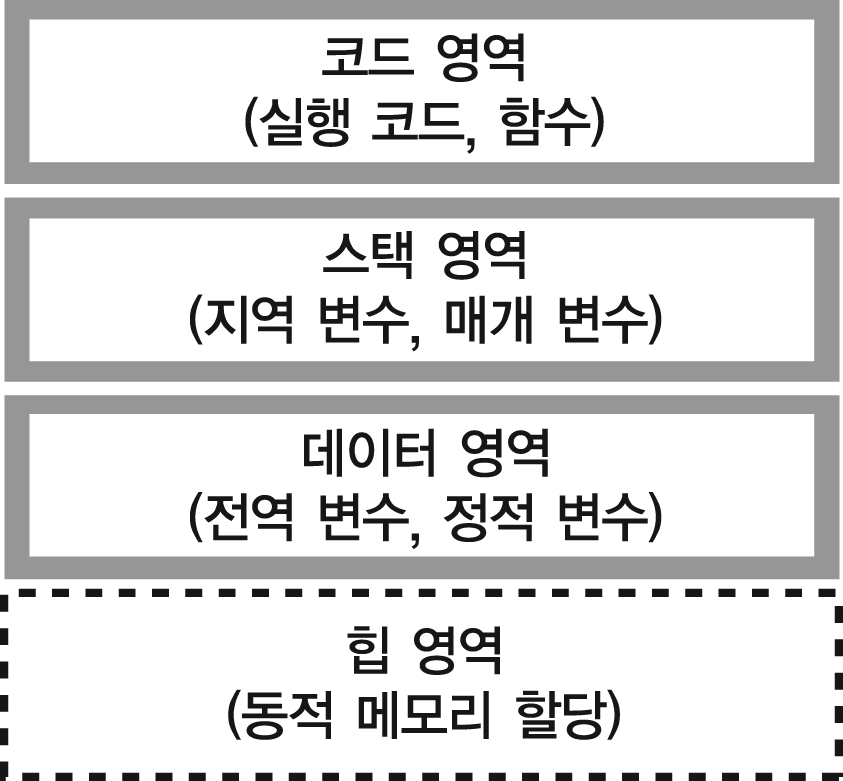 코드 영역
(실행 코드, 함수)
스택 영역
(지역 변수, 매개 변수)
데이터 영역
(전역 변수, 정적 변수)
힙 영역
(동적 메모리 할당)